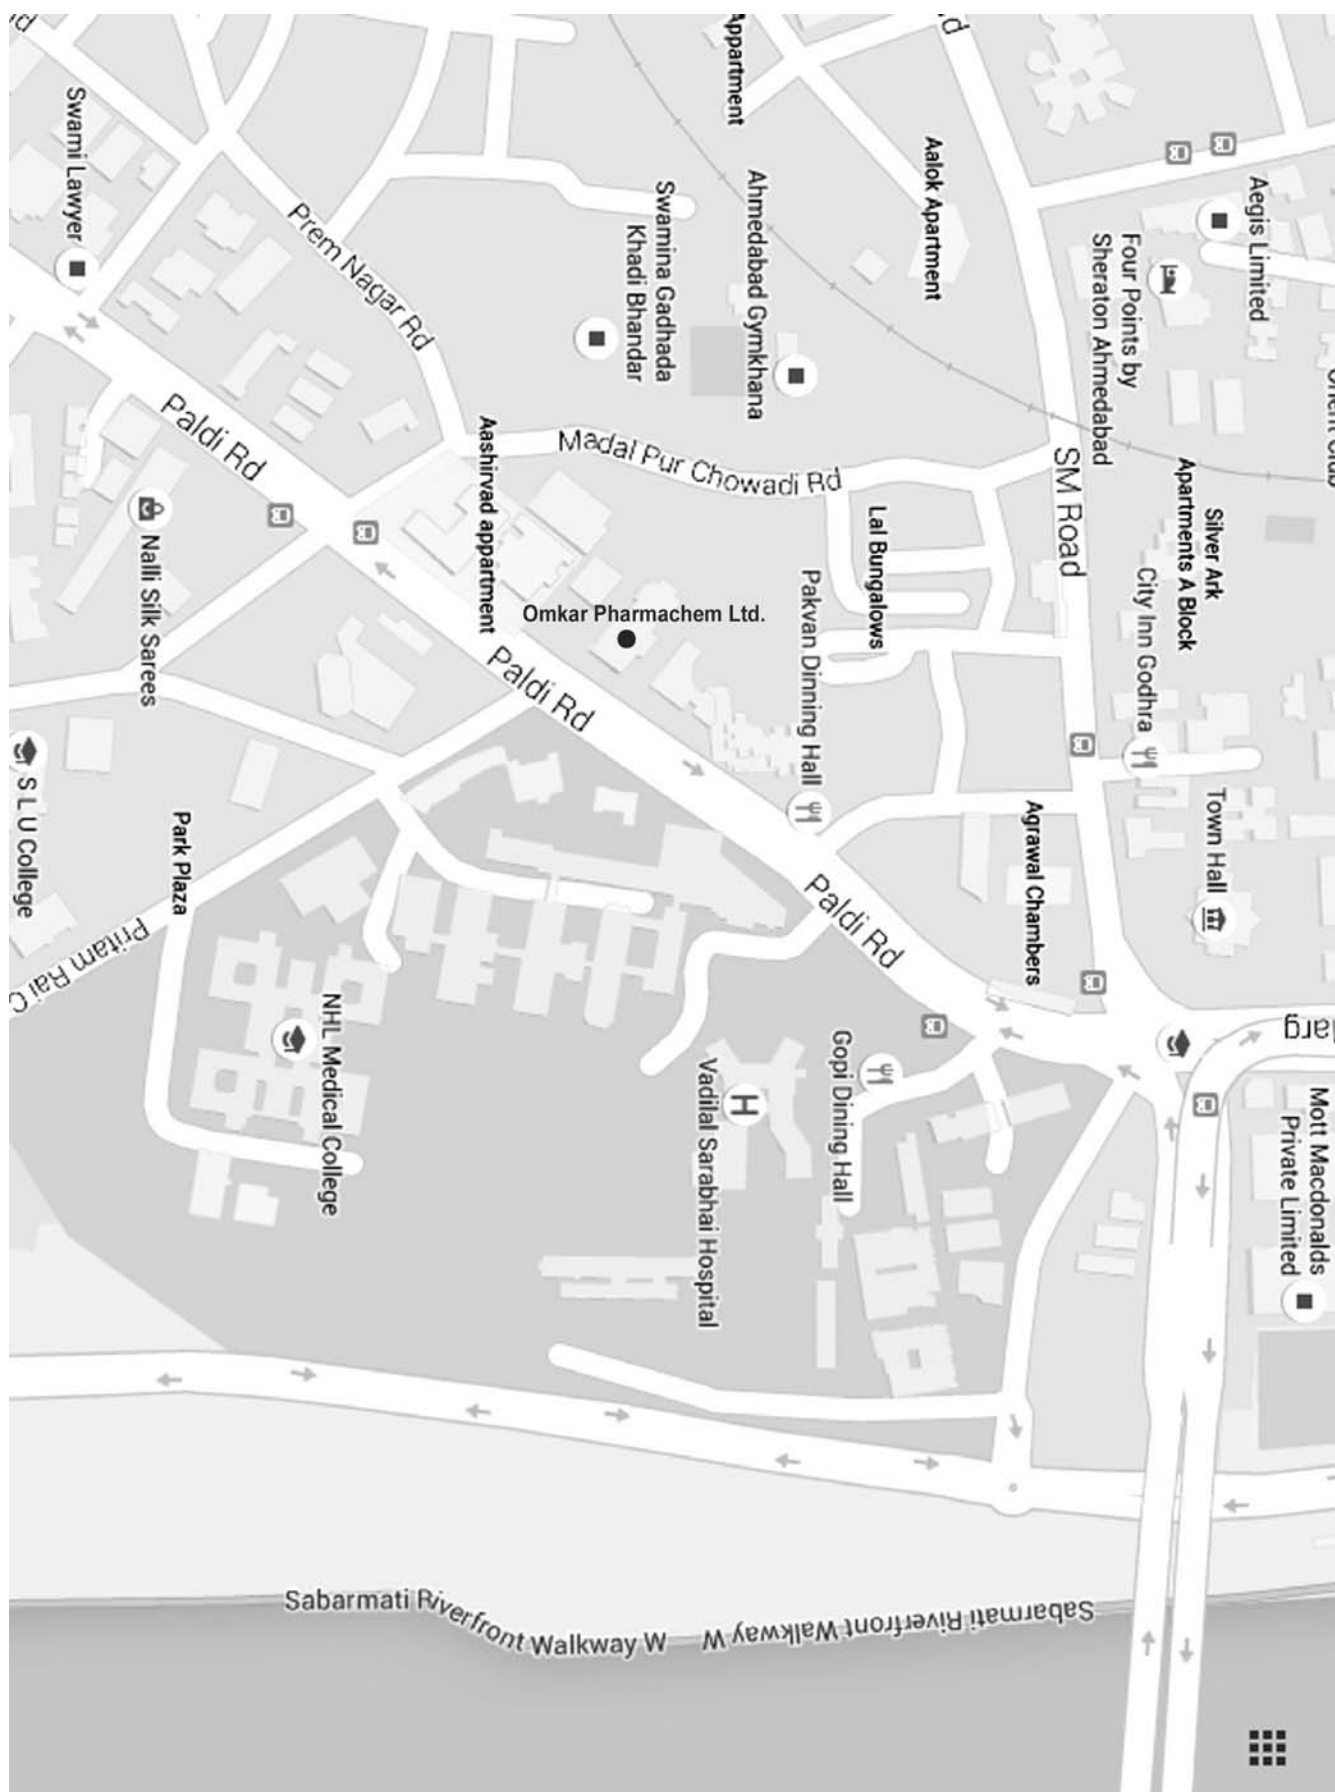 Appartment
Aalok Apartment
Swami Lawyer
Prem Nagar Rd
Swamina Gadhada
Khadi Bhandar
Ahmedabad Gymkhana
Aegis Limited
Four Points by
Sheraton Ahmedabad
Paldi Rd
Aashirvad appartment
Madal Pur Chowadi Rd
SM Road
Silver Ark
Apartments A Block
City Inn Godhra
Lal Bungalows
Nalli Silk Sarees
Omkar Pharmachem Ltd.
Pakvan Dinning Hall
Paldi Rd
S L U College
Park Plaza
Town Hall
Agrawal Chambers
Paldi Rd
Pritam Rai
NHL Medical College
Vadilal Sarabhai Hospital
H
Gopi Dining Hall
Marg
Mott Macdonalds
Private Limited
Sabarmati Riverfront Walkway W
Sabarmati Riverfront Walkway W